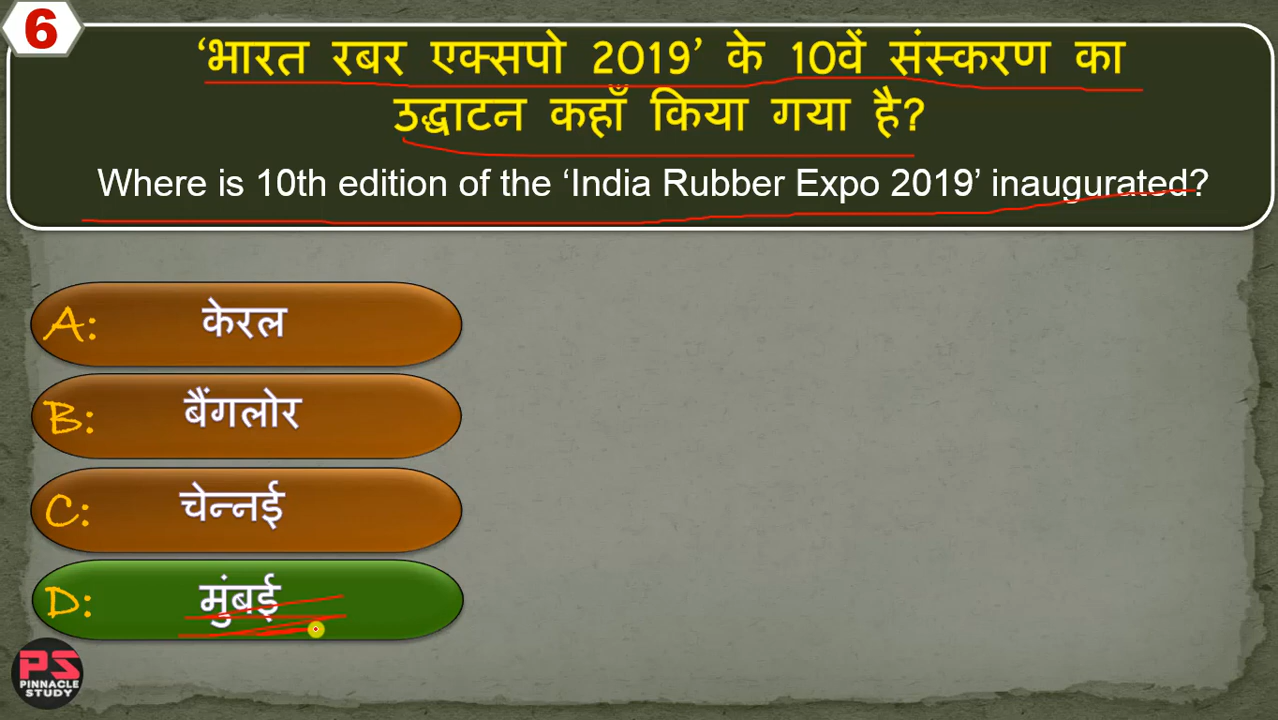 6
‘भारत रबर एक्सपो 2019’ के 10वें संस्करण का
उद्घाटन कहाँ किया गया है?
Where is 10th edition of the ‘India Rubber Expo 2019’ inaugurated?
A: केरल
B: बैंगलोर
C: चेन्नई
D: मुंबई
PS
PINNACLE
STUDY